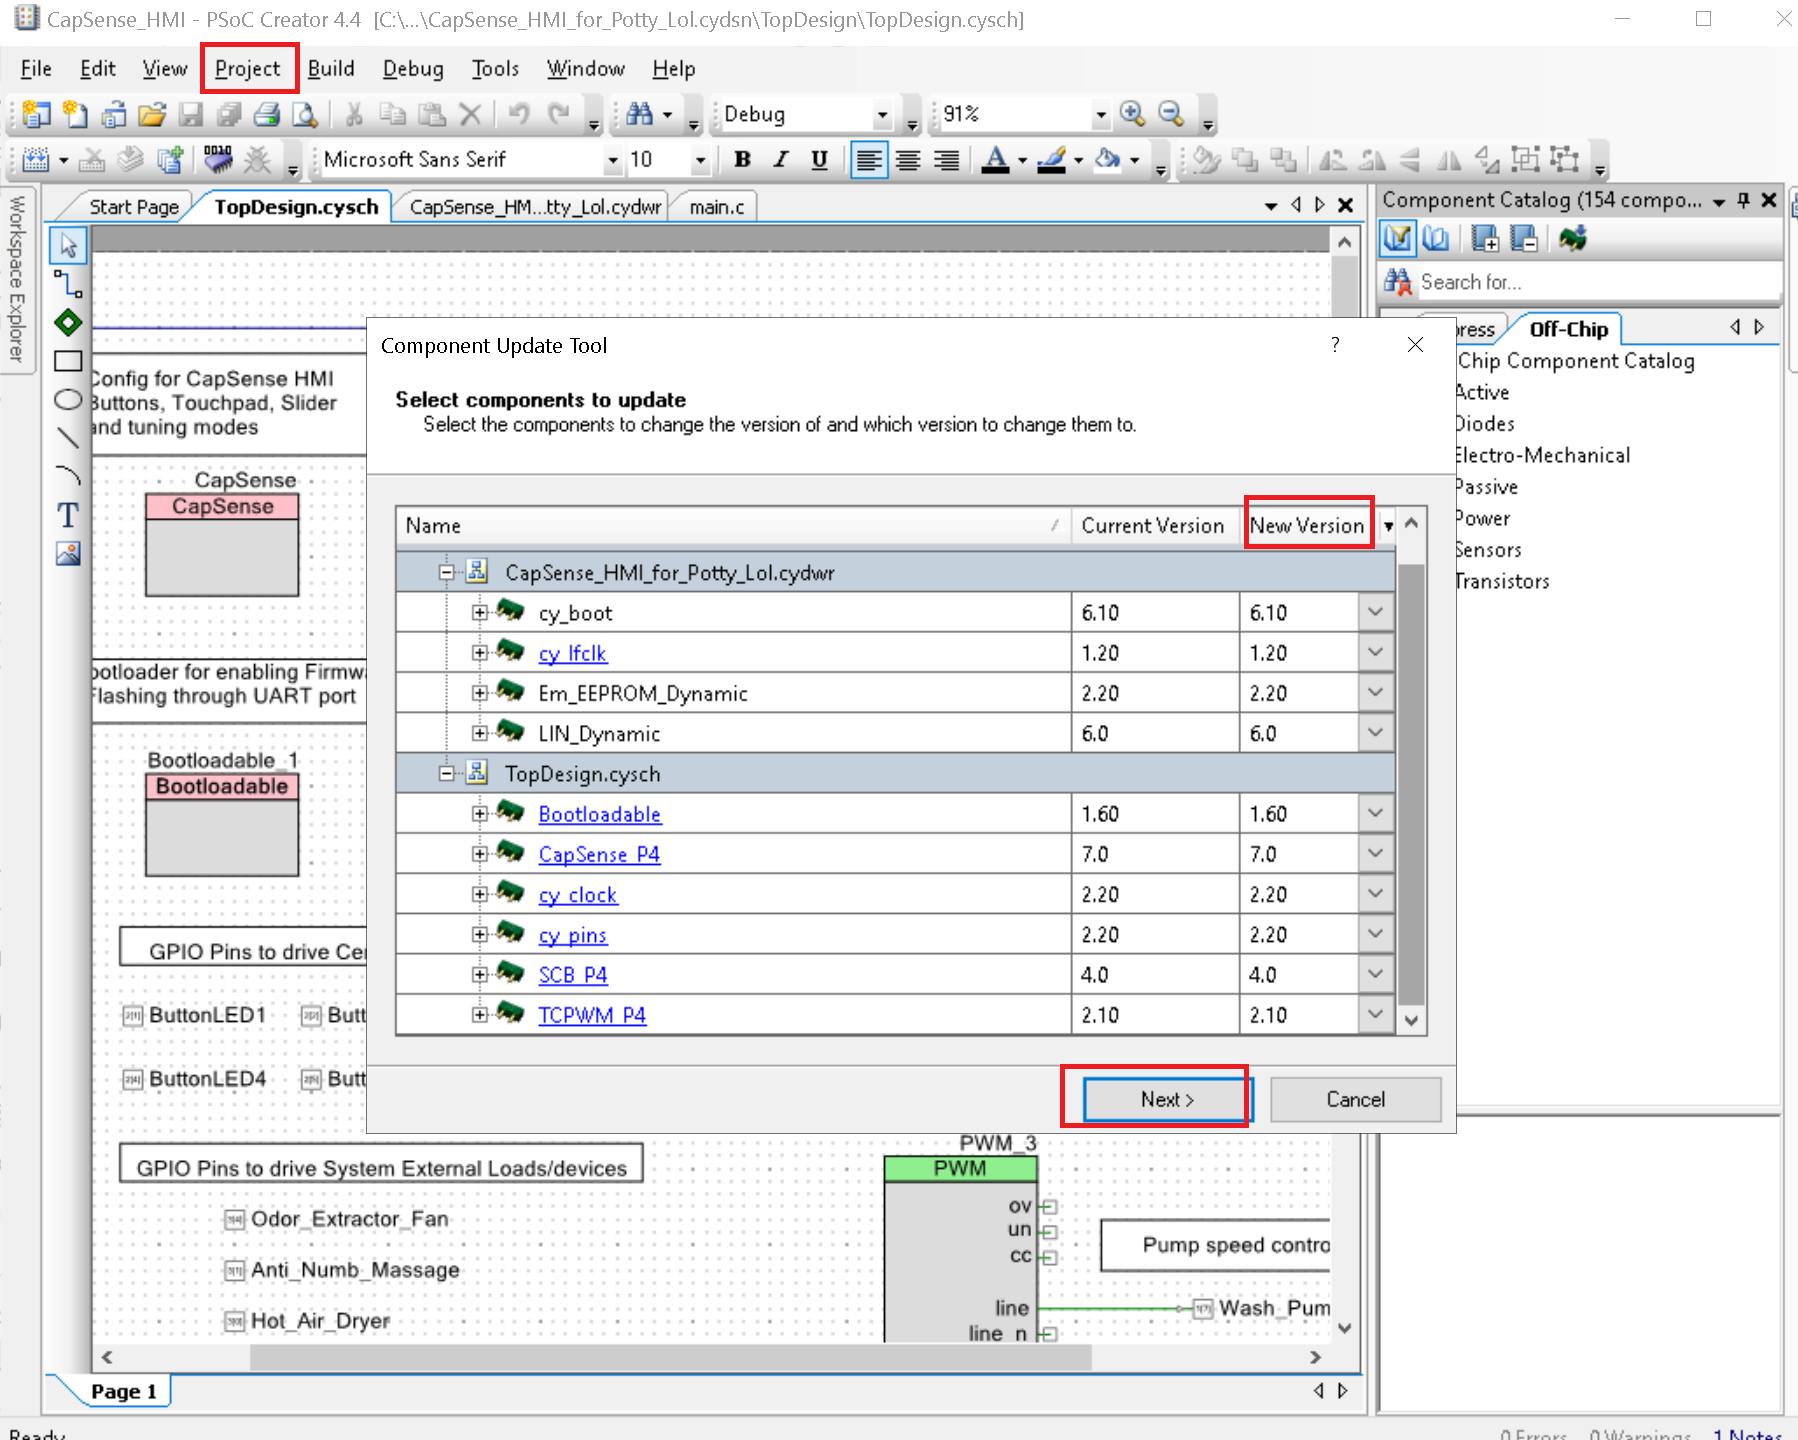 CapSense_HMI - PSoC Creator 4.4 [C:\...\CapSense_HMI_for_Potty_Lol.cydsn\TopDesign\TopDesign.cysch]
File Edit View Project Build Debug Tools Window Help
Debug 91%
Microsoft Sans Serif 10 B I U A
Workspace Explorer
Start Page TopDesign.cysch CapSense_HM...tty_Lol.cydwr main.c
Component Catalog (154 compo...
Search for...
press Off-Chip
Chip Component Catalog
Active
Diodes
Electro-Mechanical
Passive
Power
Sensors
Transistors
T
Config for CapSense HMI
Buttons, Touchpad, Slider
and tuning modes
CapSense
CapSense
ootloader for enabling Firmwa
Flashing through UART port
Bootloadable_1
Bootloadable
GPIO Pins to drive Cer
ButtonLED1 Butt
ButtonLED4 Butt
GPIO Pins to drive System External Loads/devices
Odor_Extractor_Fan
Anti_Numb_Massage
Hot_Air_Dryer
PWM_3
PWM
ov
un
cc
line
line_n
Pump speed contro
Wash_Pum
Component Update Tool ?
Select components to update
Select the components to change the version of and which version to change them to.
Name Current Version New Version
CapSense_HMI_for_Potty_Lol.cydwr
cy_boot 6.10 6.10
cy_lfclk 1.20 1.20
Em_EEPROM_Dynamic 2.20 2.20
LIN_Dynamic 6.0 6.0
TopDesign.cysch
Bootloadable 1.60 1.60
CapSense_P4 7.0 7.0
cy_clock 2.20 2.20
cy_pins 2.20 2.20
SCB_P4 4.0 4.0
TCPWM_P4 2.10 2.10
Next > Cancel
Page 1
Ready 0 Errors 0 Warnings 1 Notes